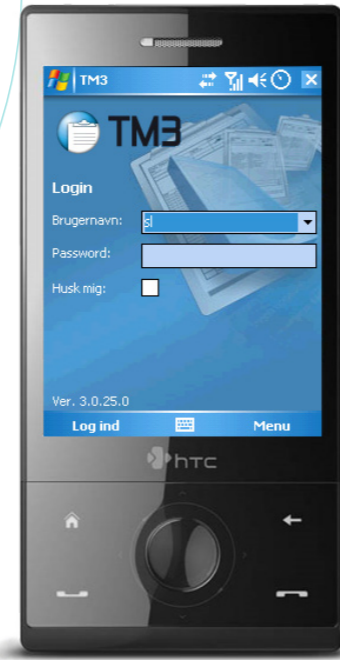 TM3
TM3
Login
Brugernavn: sl
Password:
Husk mig:
Ver. 3.0.25.0
Log ind Menu
htc